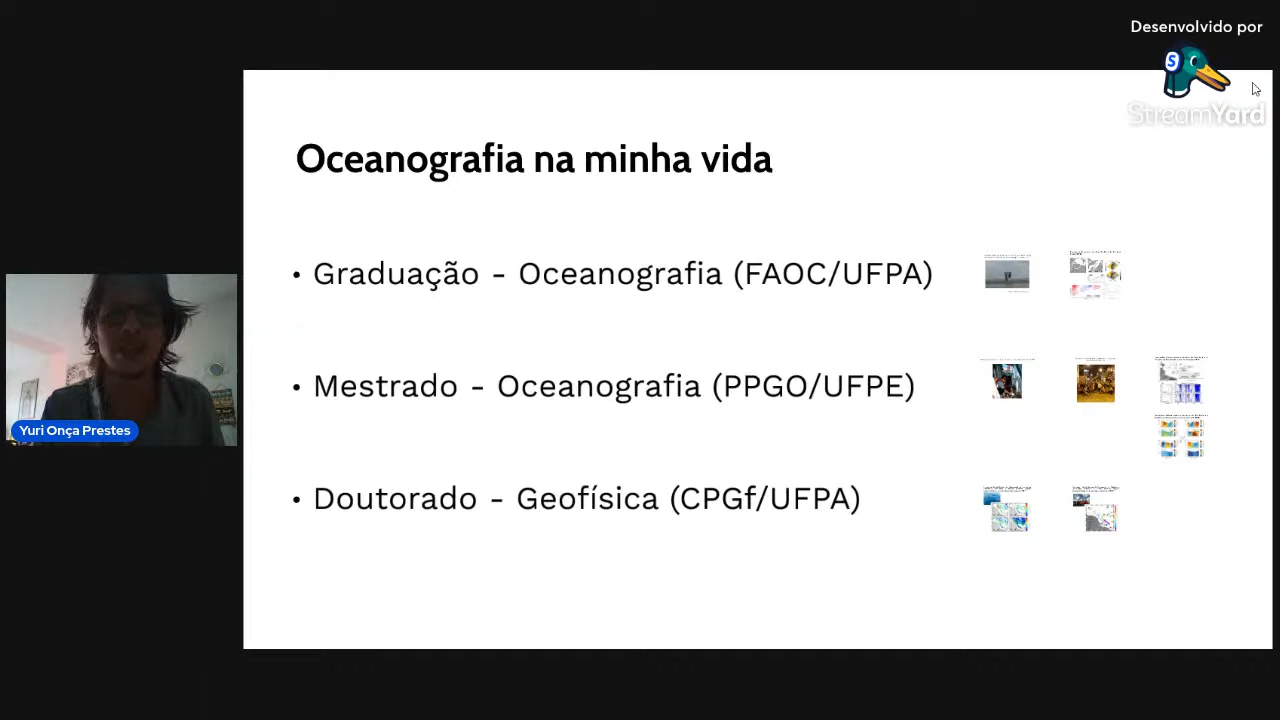 Desenvolvido por
StreamYard
Oceanografia na minha vida
• Graduação - Oceanografia (FAOC/UFPA)
• Mestrado - Oceanografia (PPGO/UFPE)
• Doutorado - Geofísica (CPGf/UFPA)
Yuri Onça Prestes